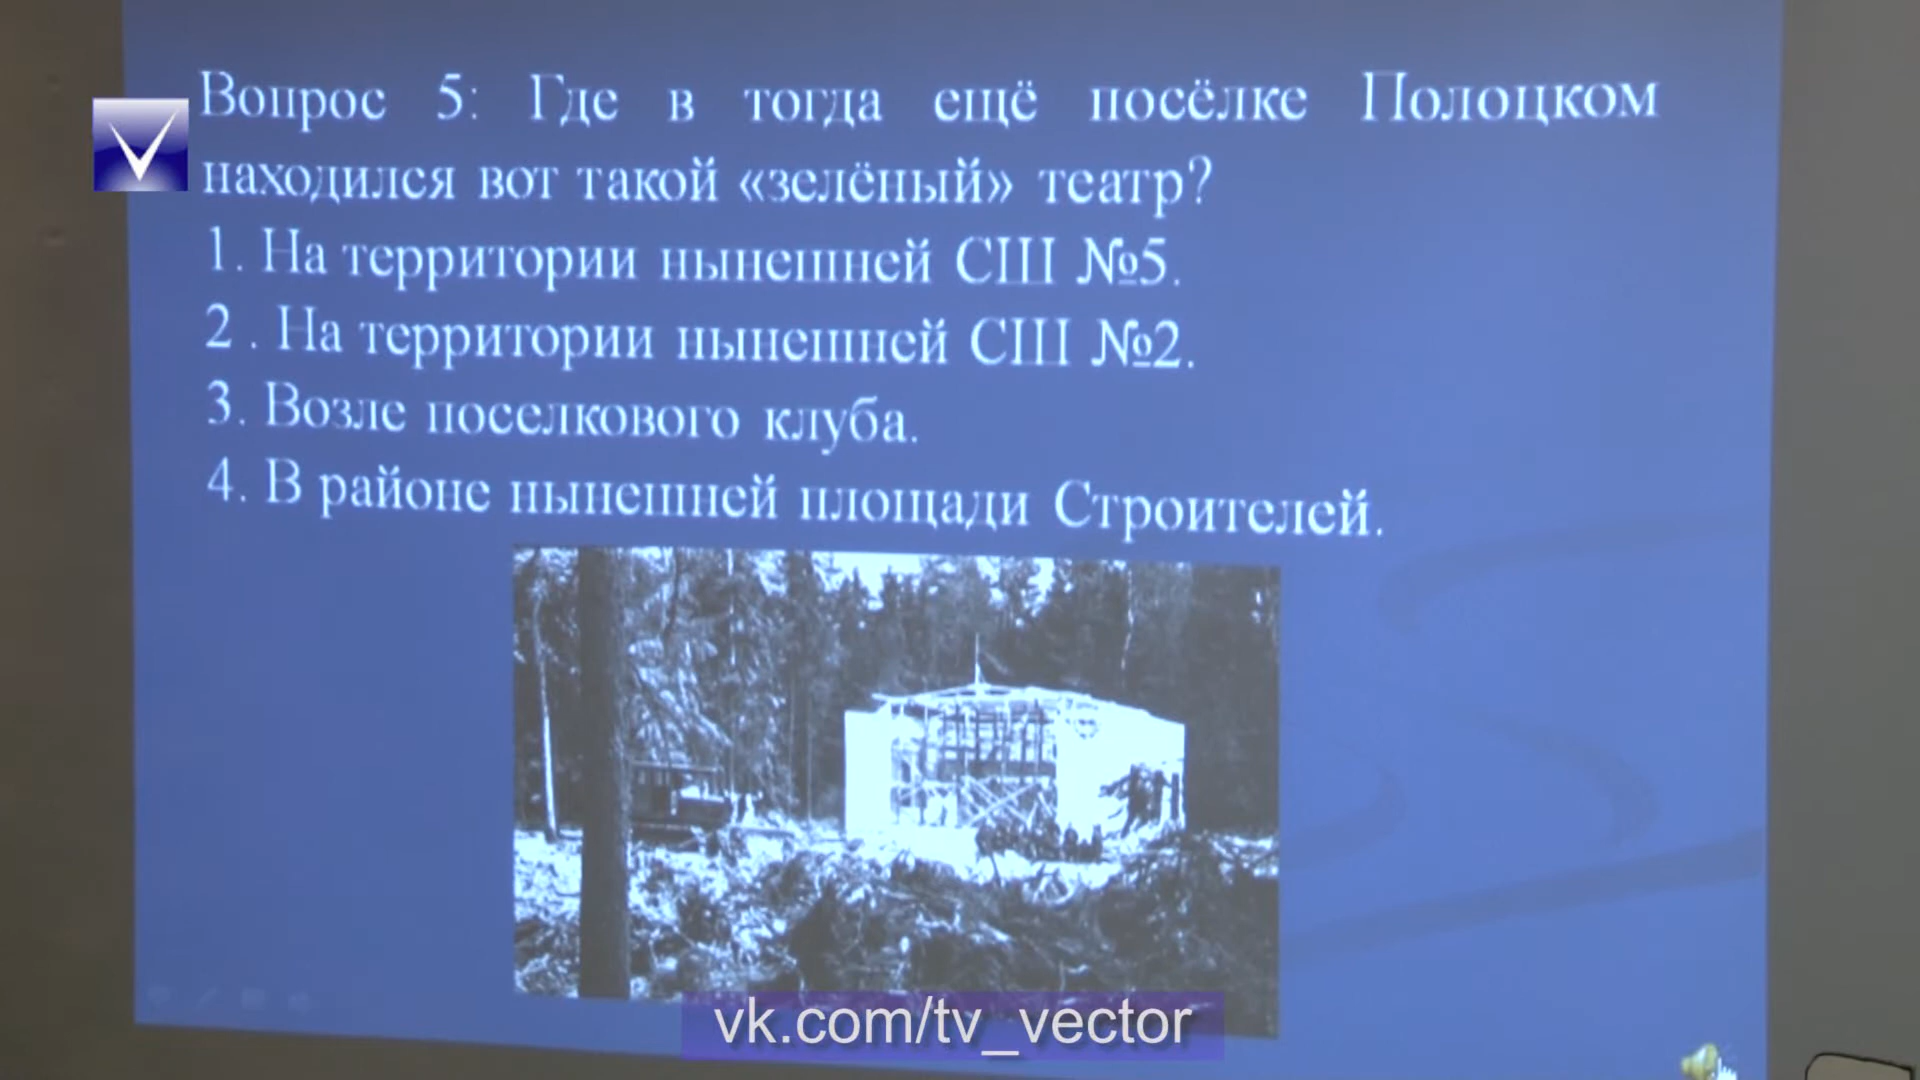 Вопрос 5: Где в тогда ещё посёлке Полоцком
находился вот такой «зелёный» театр?
1. На территории нынешней СШ №5.
2 . На территории нынешней СШ №2.
3. Возле поселкового клуба.
4. В районе нынешней площади Строителей.
vk.com/tv_vector